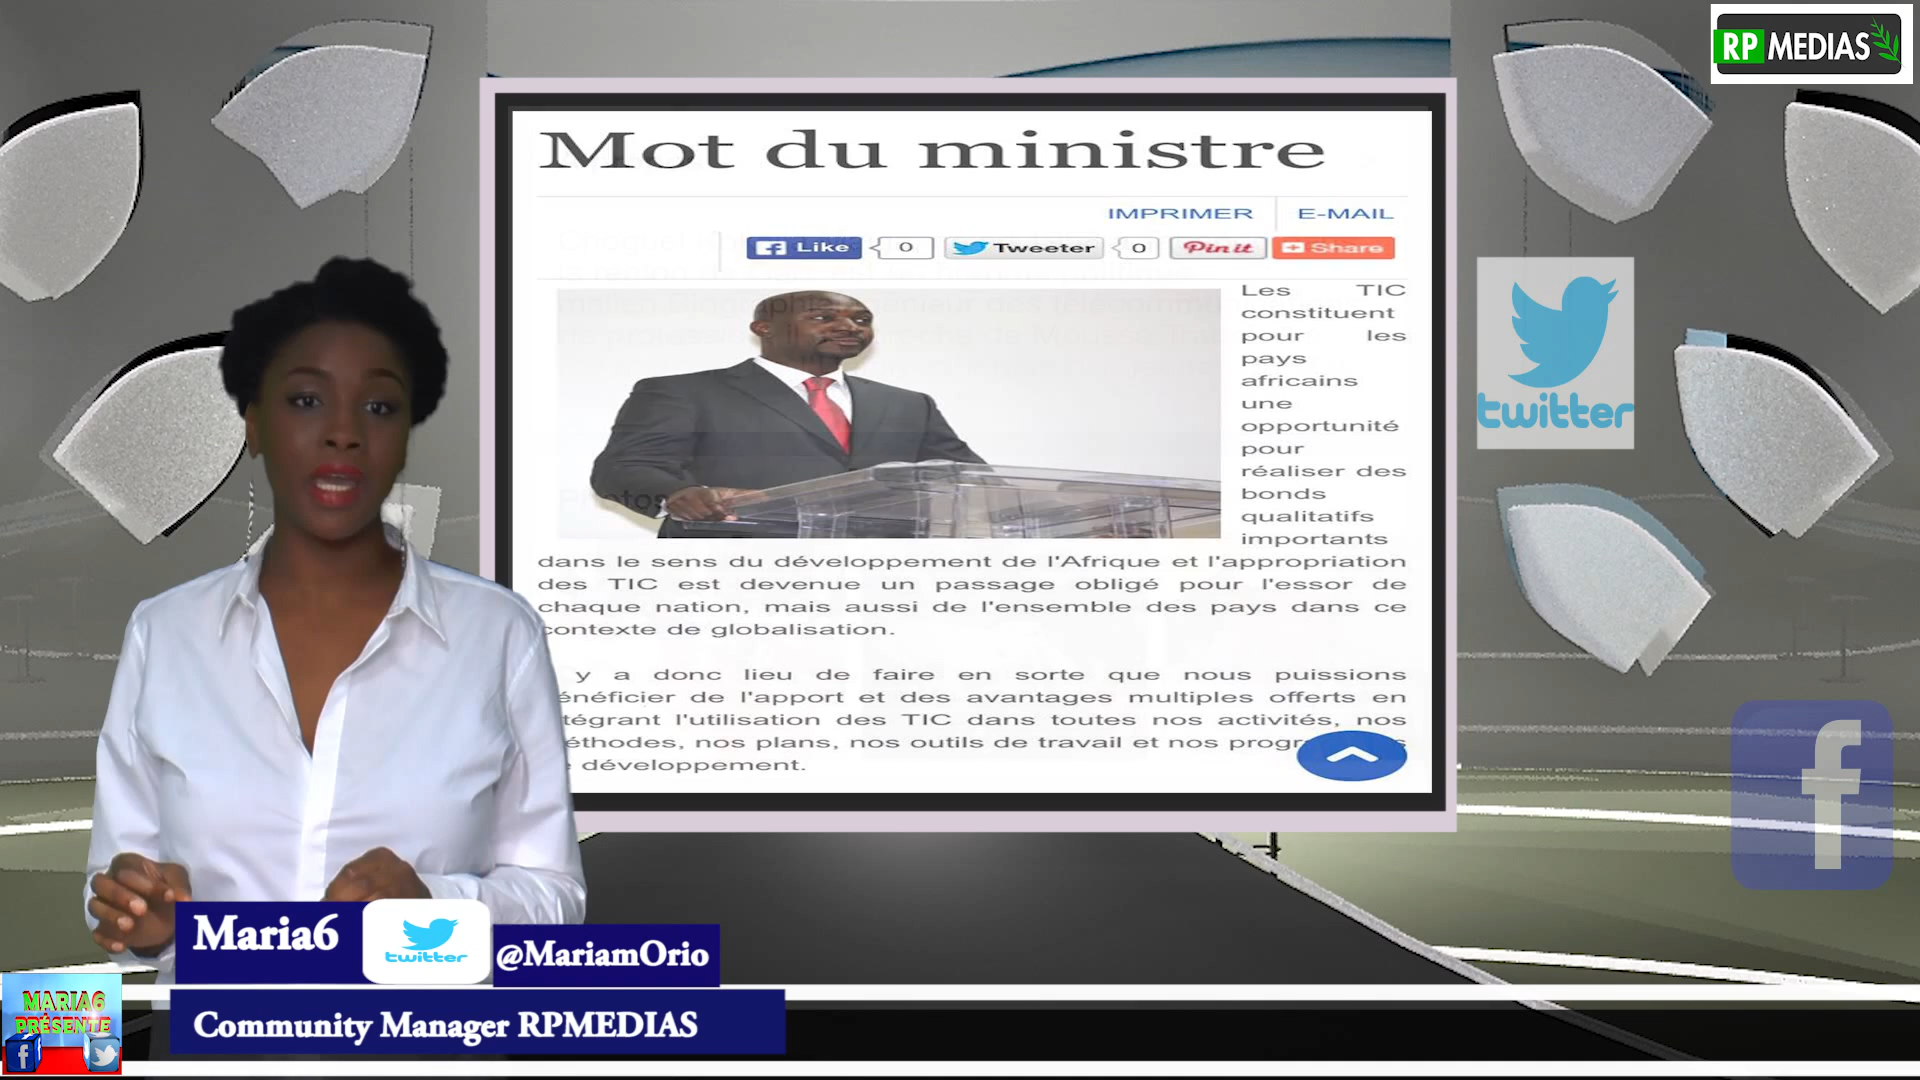 RP MEDIAS
Mot du ministre
IMPRIMER E-MAIL
Like 0 Tweeter 0 Pin it Share
Les TIC
constituent
pour les
pays
africains
une
opportunité
pour
réaliser des
bonds
qualitatifs
importants
dans le sens du développement de l'Afrique et l'appropriation
des TIC est devenue un passage obligé pour l'essor de
chaque nation, mais aussi de l'ensemble des pays dans ce
contexte de globalisation.
y a donc lieu de faire en sorte que nous puissions
énéficier de l'apport et des avantages multiples offerts en
tégrant l'utilisation des TIC dans toutes nos activités, nos
éthodes, nos plans, nos outils de travail et nos
développement.
Photos
twitter
f
Maria6
twitter
@MariamOrio
Community Manager RPMEDIAS
MARIA6
PRÉSENTE
f